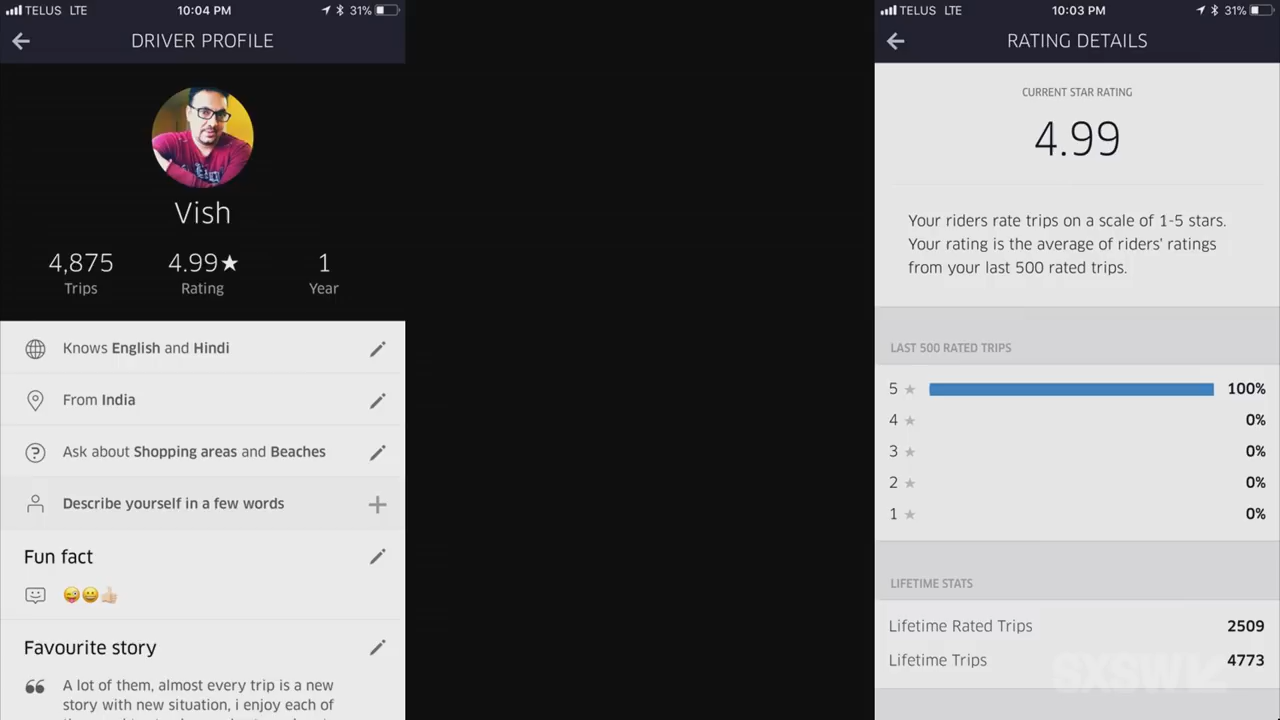 TELUS LTE 10:04 PM 31%
DRIVER PROFILE
Vish
4,875 4.99★ 1
Trips Rating Year
Knows English and Hindi
From India
Ask about Shopping areas and Beaches
Describe yourself in a few words
Fun fact
😜😀👍🏻
Favourite story
A lot of them, almost every trip is a new
story with new situation, i enjoy each of
TELUS LTE 10:03 PM 31%
RATING DETAILS
CURRENT STAR RATING
4.99
Your riders rate trips on a scale of 1-5 stars.
Your rating is the average of riders' ratings
from your last 500 rated trips.
LAST 500 RATED TRIPS
5 ★ 100%
4 ★ 0%
3 ★ 0%
2 ★ 0%
1 ★ 0%
LIFETIME STATS
Lifetime Rated Trips 2509
Lifetime Trips 4773
SXSW